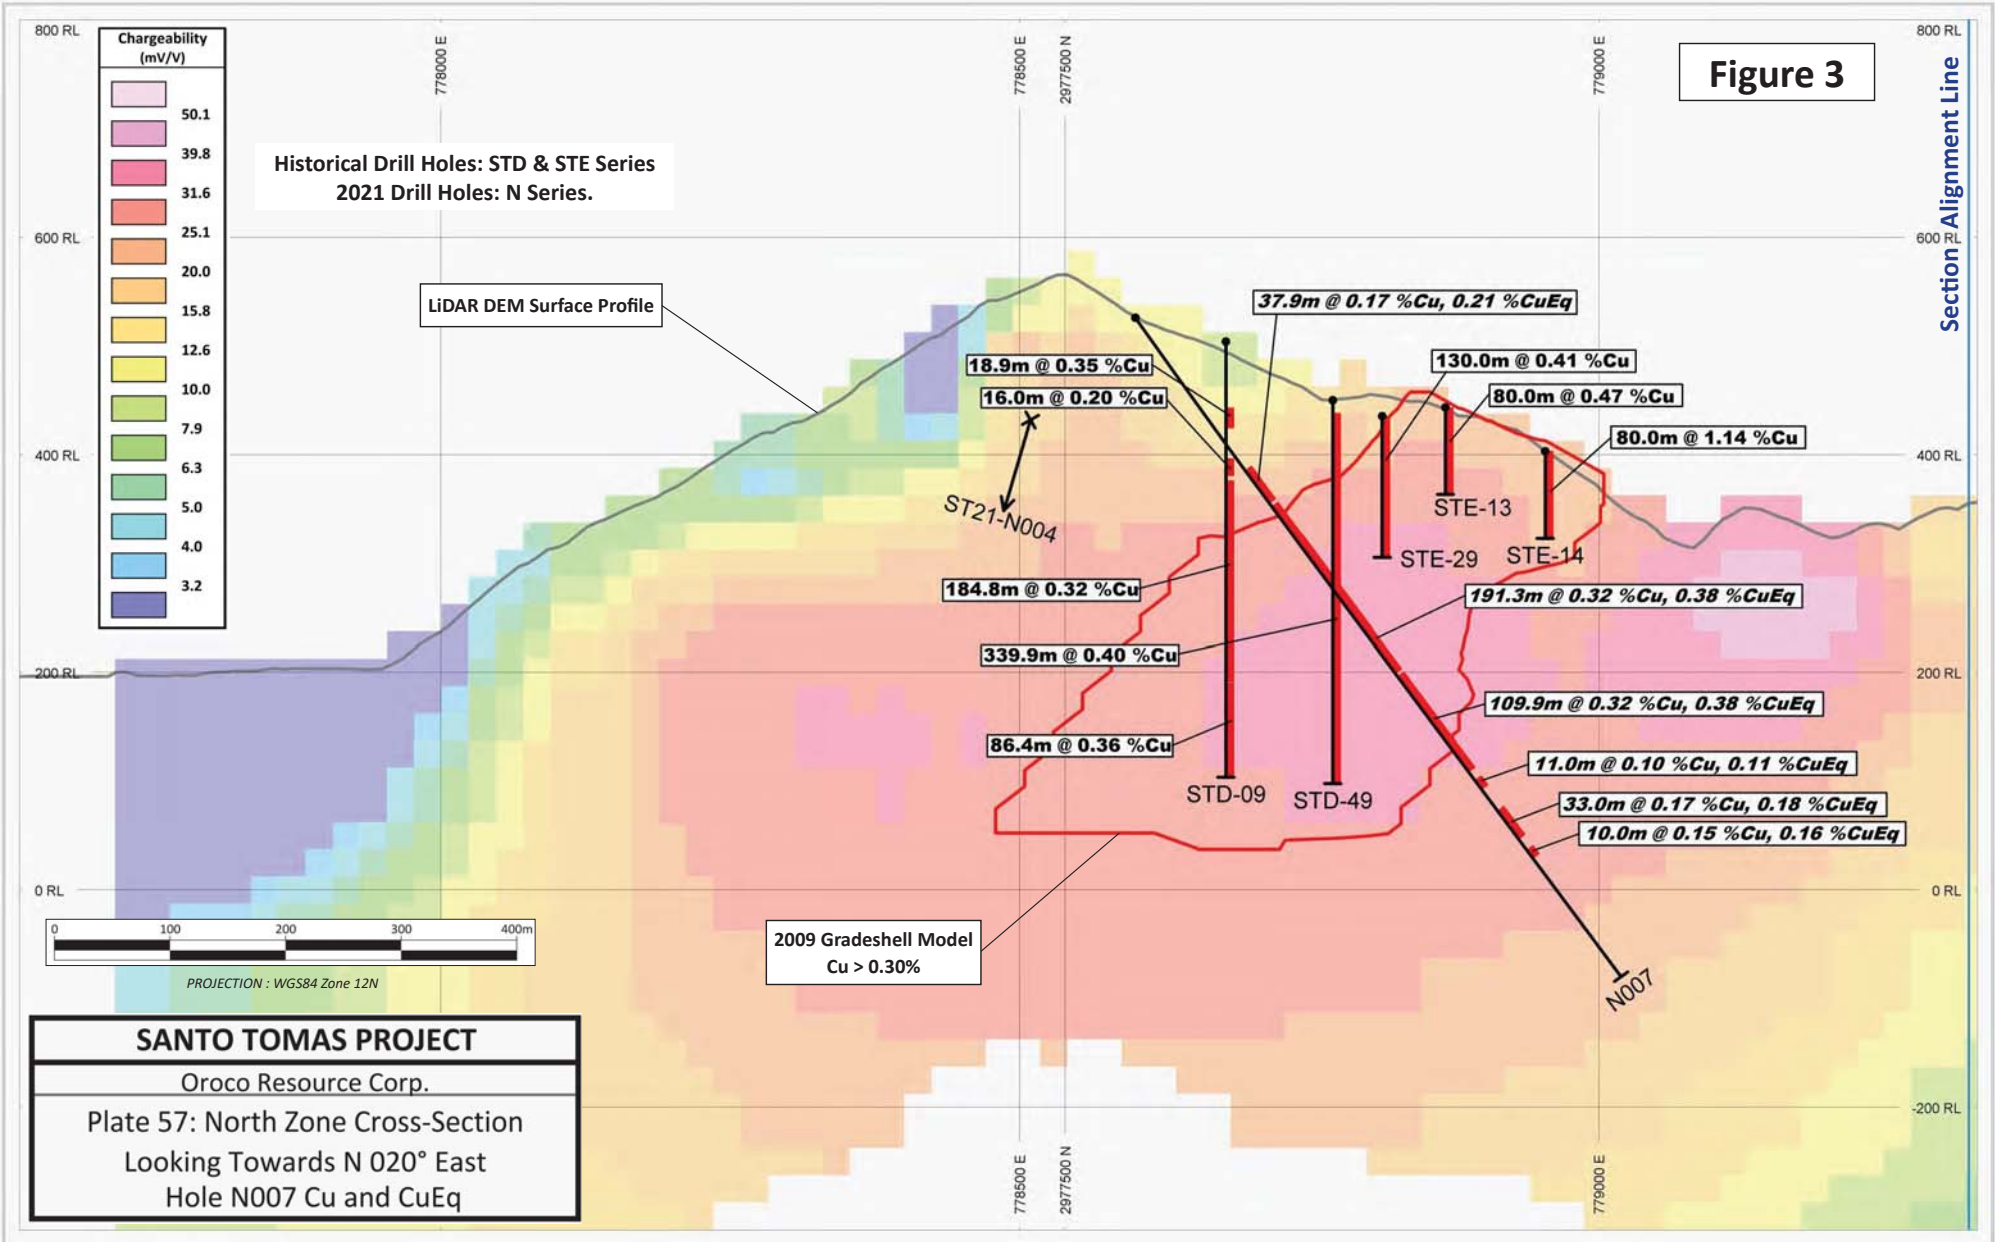 800 RL
Chargeability
(mV/V)
50.1
39.8
31.6
25.1
20.0
15.8
12.6
10.0
7.9
6.3
5.0
4.0
3.2
778000 E
778500 E
2977500 N
779000 E
800 RL
Figure 3
Section Alignment Line
Historical Drill Holes: STD & STE Series
2021 Drill Holes: N Series.
600 RL
600 RL
LiDAR DEM Surface Profile
37.9m @ 0.17 %Cu, 0.21 %CuEq
18.9m @ 0.35 %Cu
130.0m @ 0.41 %Cu
16.0m @ 0.20 %Cu
80.0m @ 0.47 %Cu
80.0m @ 1.14 %Cu
400 RL
400 RL
ST21-N004
STE-13
STE-29
STE-14
184.8m @ 0.32 %Cu
191.3m @ 0.32 %Cu, 0.38 %CuEq
339.9m @ 0.40 %Cu
200 RL
200 RL
109.9m @ 0.32 %Cu, 0.38 %CuEq
86.4m @ 0.36 %Cu
11.0m @ 0.10 %Cu, 0.11 %CuEq
STD-09
STD-49
33.0m @ 0.17 %Cu, 0.18 %CuEq
10.0m @ 0.15 %Cu, 0.16 %CuEq
0 RL
0 RL
0 100 200 300 400m
PROJECTION : WGS84 Zone 12N
2009 Gradeshell Model
Cu > 0.30%
N007
SANTO TOMAS PROJECT
Oroco Resource Corp.
Plate 57: North Zone Cross-Section
Looking Towards N 020° East
Hole N007 Cu and CuEq
-200 RL
778500 E
2977500 N
779000 E